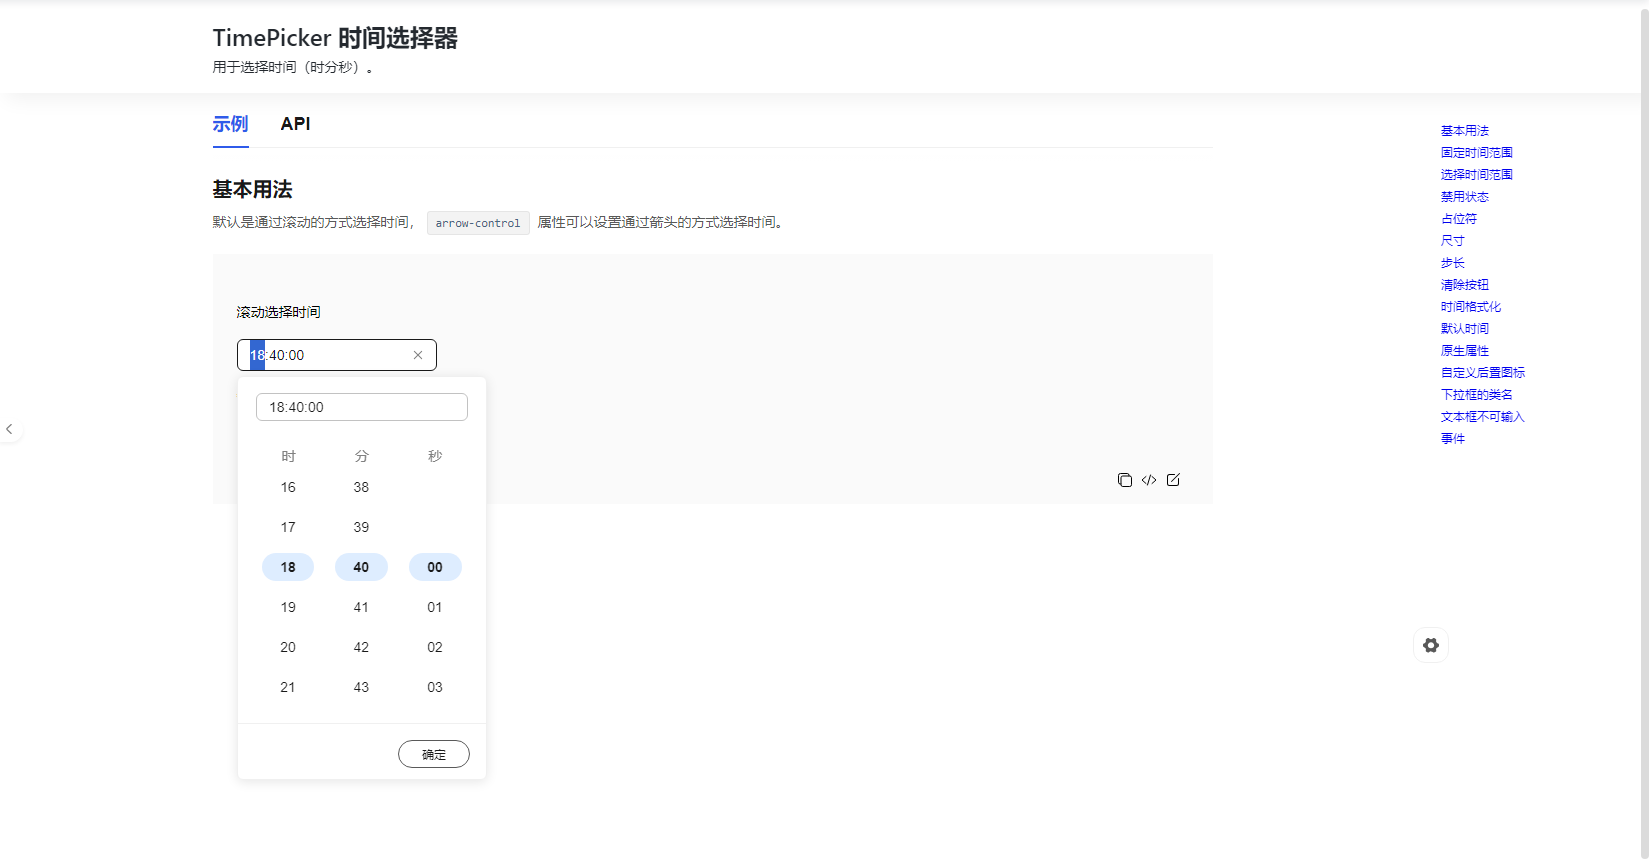 TimePicker 时间选择器
用于选择时间（时分秒）。
示例 API
基本用法
默认是通过滚动的方式选择时间， arrow-control 属性可以设置通过箭头的方式选择时间。
滚动选择时间
18:40:00
18:40:00
时 分 秒
16 38
17 39
18 40 00
19 41 01
20 42 02
21 43 03
确定
基本用法
固定时间范围
选择时间范围
禁用状态
占位符
尺寸
步长
清除按钮
时间格式化
默认时间
原生属性
自定义后置图标
下拉框的类名
文本框不可输入
事件